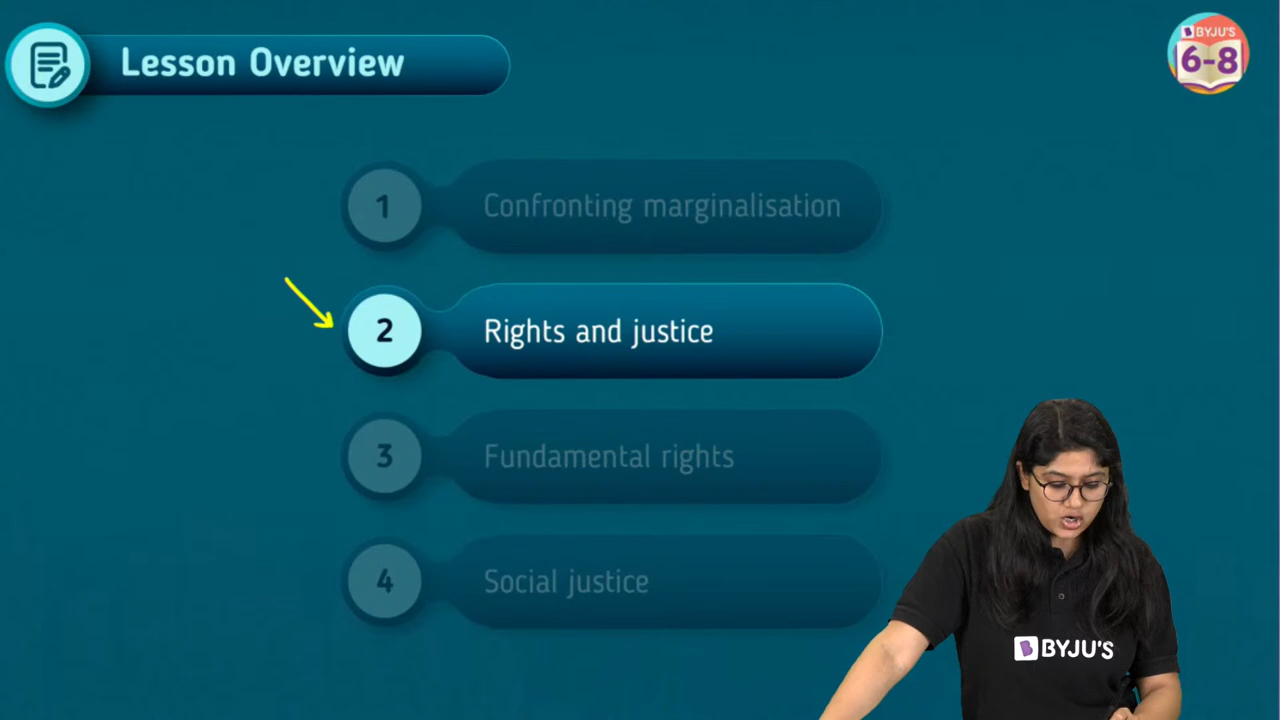 Lesson Overview
BYJU'S
6-8
1
Confronting marginalisation
2
Rights and justice
3
Fundamental rights
4
Social justice
BYJU'S